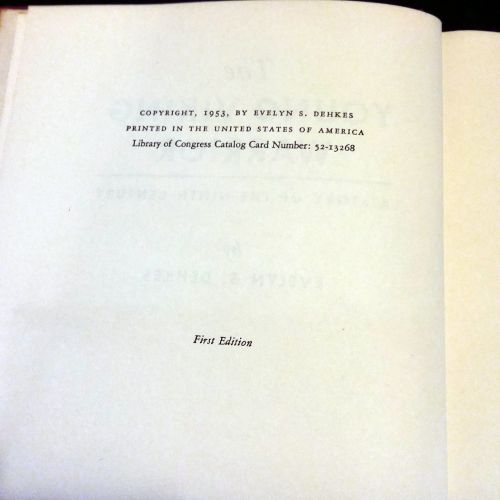 COPYRIGHT, 1953, BY EVELYN S. DEHKES
PRINTED IN THE UNITED STATES OF AMERICA
Library of Congress Catalog Card Number: 52-13268
First Edition